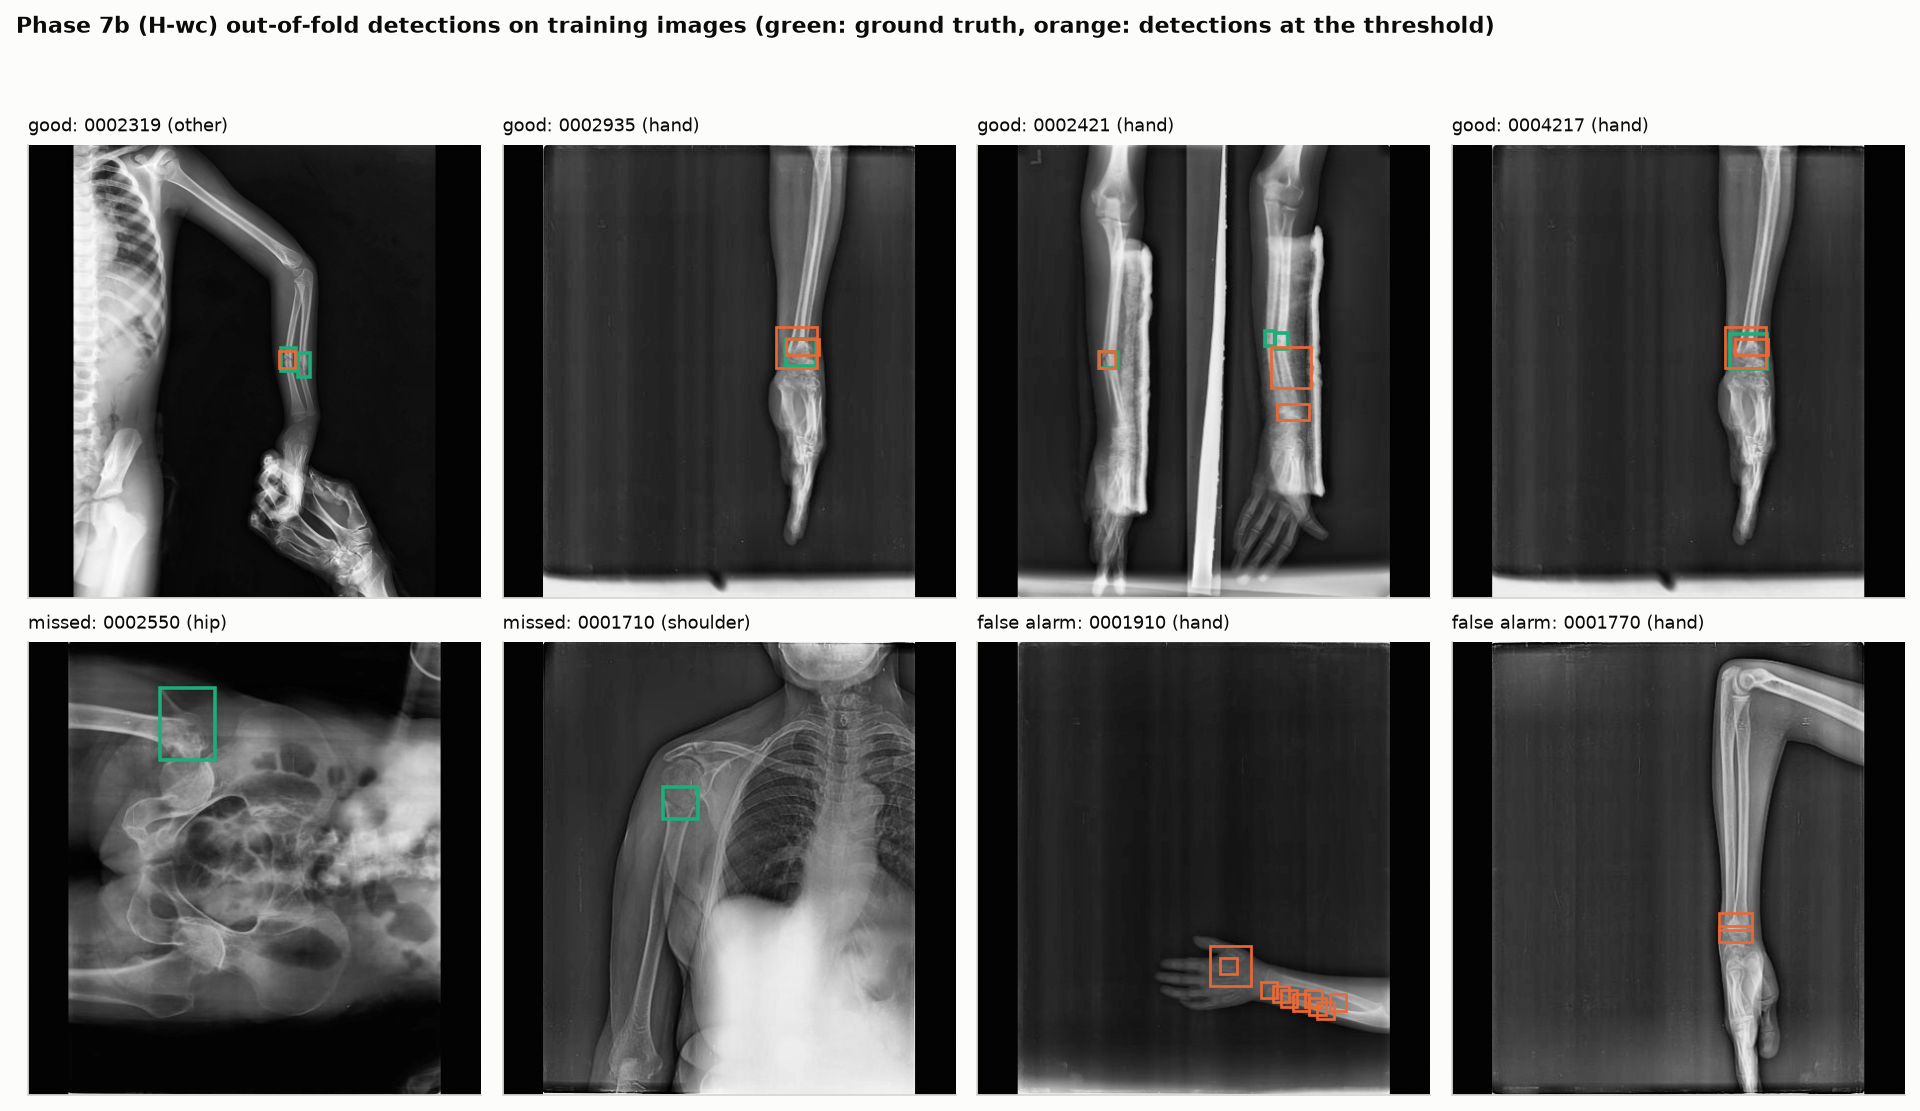 Phase 7b (H-wc) out-of-fold detections on training images (green: ground truth, orange: detections at the threshold)
good: 0002319 (other)
good: 0002935 (hand)
good: 0002421 (hand)
good: 0004217 (hand)
L
missed: 0002550 (hip)
missed: 0001710 (shoulder)
false alarm: 0001910 (hand)
false alarm: 0001770 (hand)